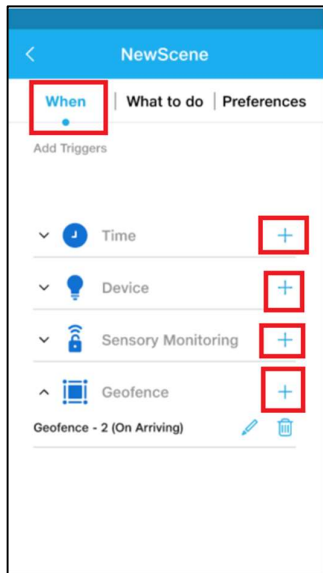 NewScene
When | What to do | Preferences
Add Triggers
Time
Device
Sensory Monitoring
Geofence
Geofence - 2 (On Arriving)